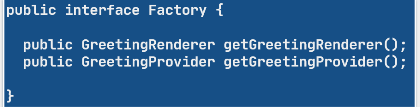 public interface Factory {
public GreetingRenderer getGreetingRenderer();
public GreetingProvider getGreetingProvider();
}